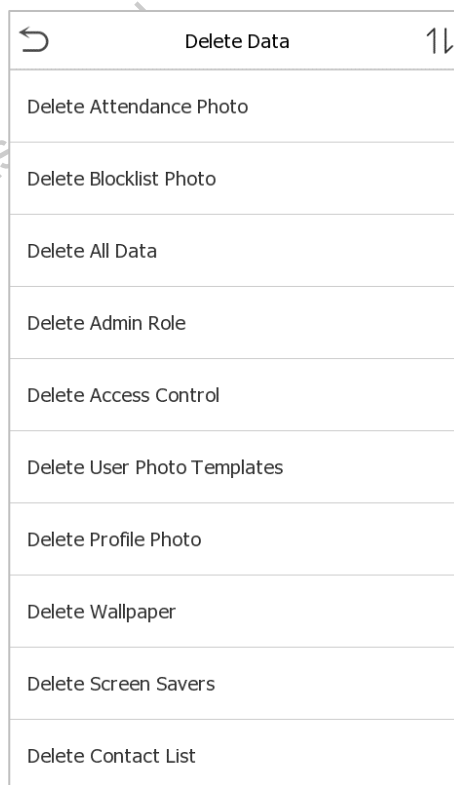 Delete Data
Delete Attendance Photo
Delete Blocklist Photo
Delete All Data
Delete Admin Role
Delete Access Control
Delete User Photo Templates
Delete Profile Photo
Delete Wallpaper
Delete Screen Savers
Delete Contact List